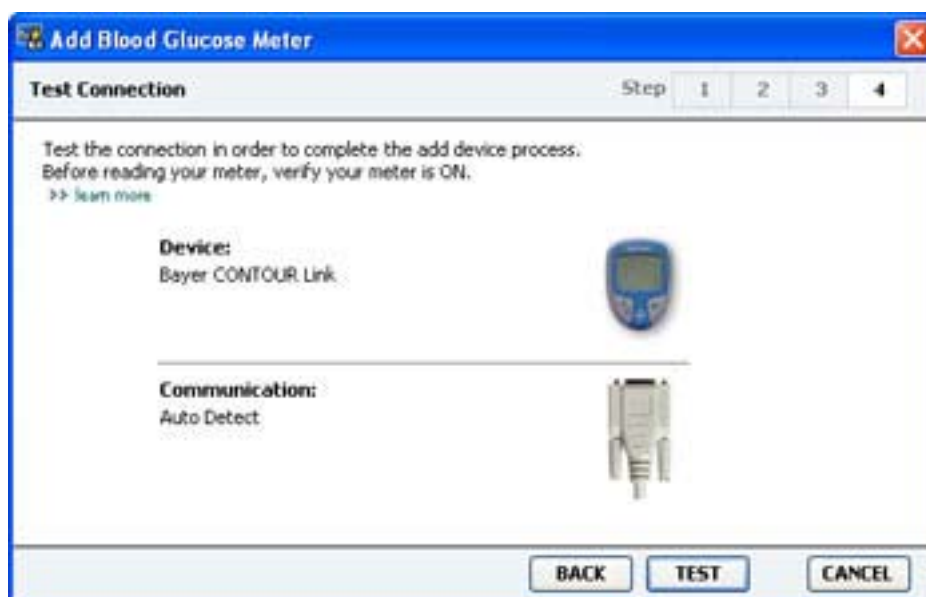 Add Blood Glucose Meter
Test Connection
Step 1 2 3 4
Test the connection in order to complete the add device process.
Before reading your meter, verify your meter is ON.
>> learn more
Device:
Bayer CONTOUR Link
Communication:
Auto Detect
BACK TEST CANCEL